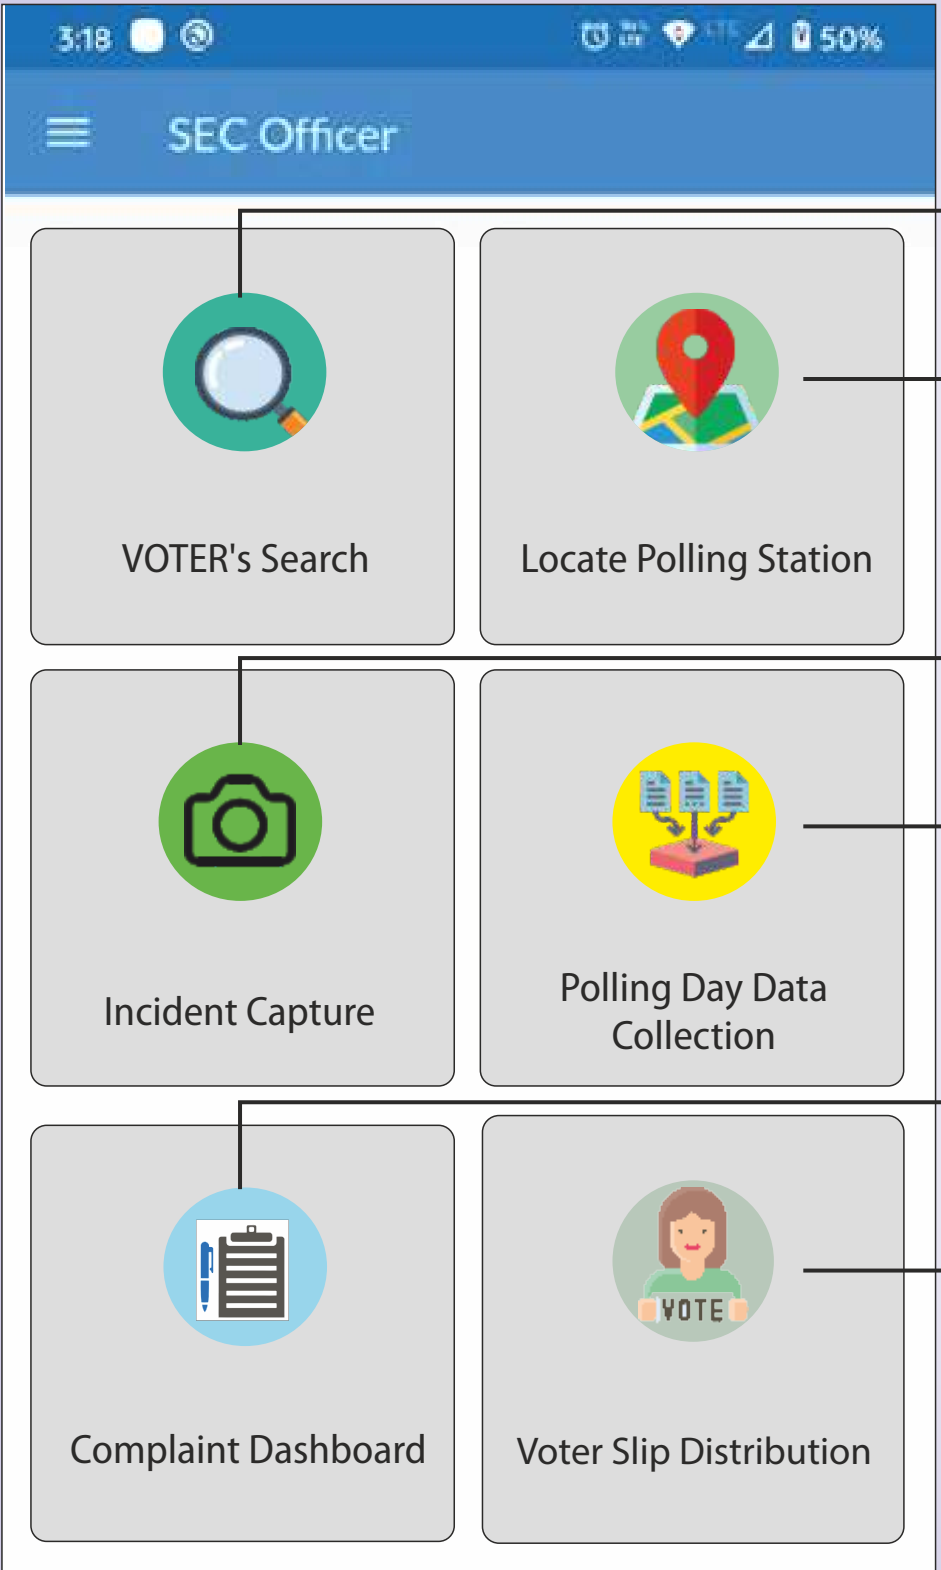 3:18
50%
SEC Officer
VOTER's Search
Locate Polling Station
Incident Capture
Polling Day Data
Collection
VOTE
Complaint Dashboard
Voter Slip Distribution